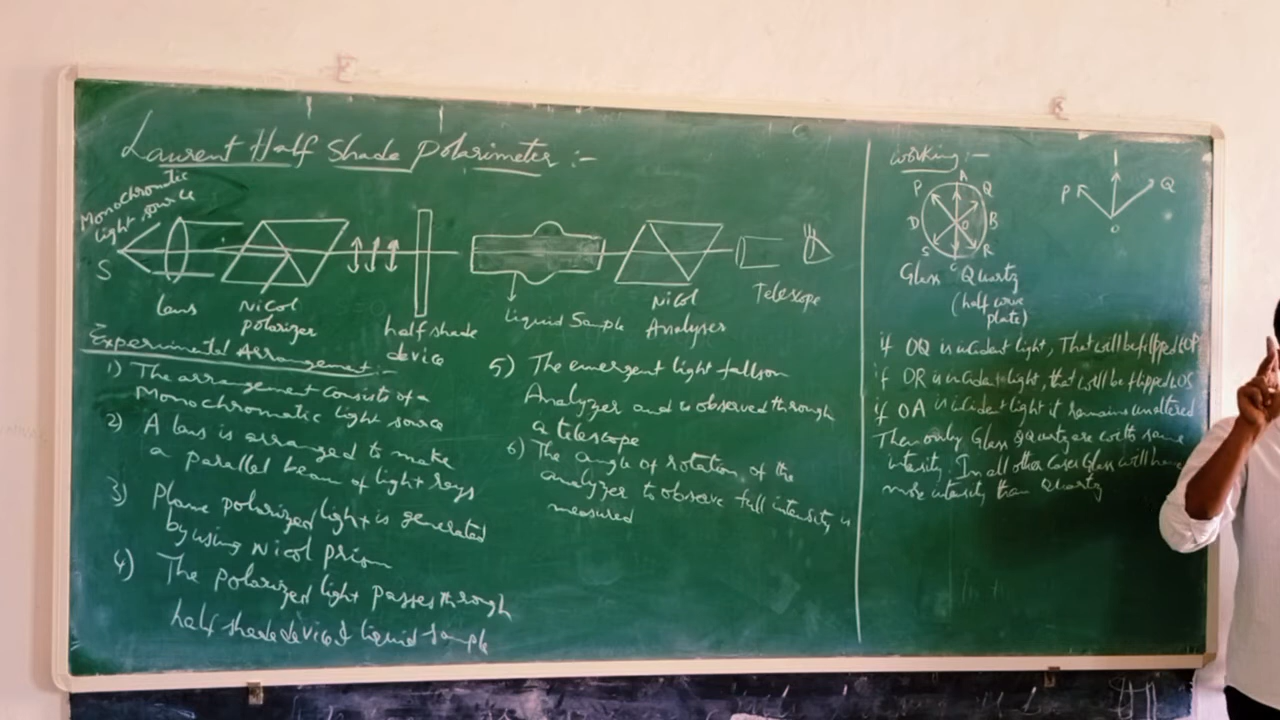 Laurent Half Shade Polarimeter :-
Monochromatic
light source
S
lens
Nicol
polarizer
half shade
device
liquid Sample
Nicol
Analyser
Telescope
Experimental Arrangement :-
1) The arrangement consists of a
Monochromatic light source
2) A lens is arranged to make
a parallel beam of light rays
3) Plane polarized light is generated
by using Nicol prism
4) The polarized light passes through
half shade device & liquid sample
5) The emergent light falls on
Analyzer and is observed through
a telescope
6) The angle of rotation of the
analyzer to observe full intensity is
measured
working :-
A
P Q
D O B
S R
C
Glass Quartz
(half wave
plate)
P Q
O
if OQ is incident light, That will be flipped to OP
if OR is incident light, that will be flipped to OS
if OA is incident light it remains unaltered
Then only Glass & quartz are with same
intensity. In all other cases Glass will have
more intensity than Quartz